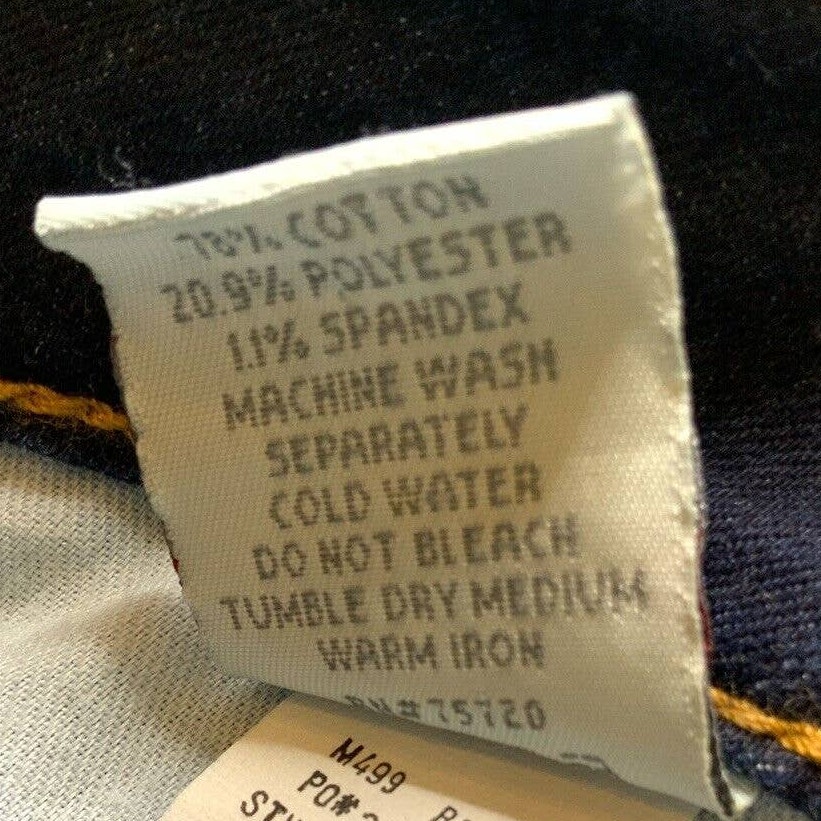 78% COTTON
20.9% POLYESTER
1.1% SPANDEX
MACHINE WASH
SEPARATELY
COLD WATER
DO NOT BLEACH
TUMBLE DRY MEDIUM
WARM IRON
RN#75720
M499
PO#